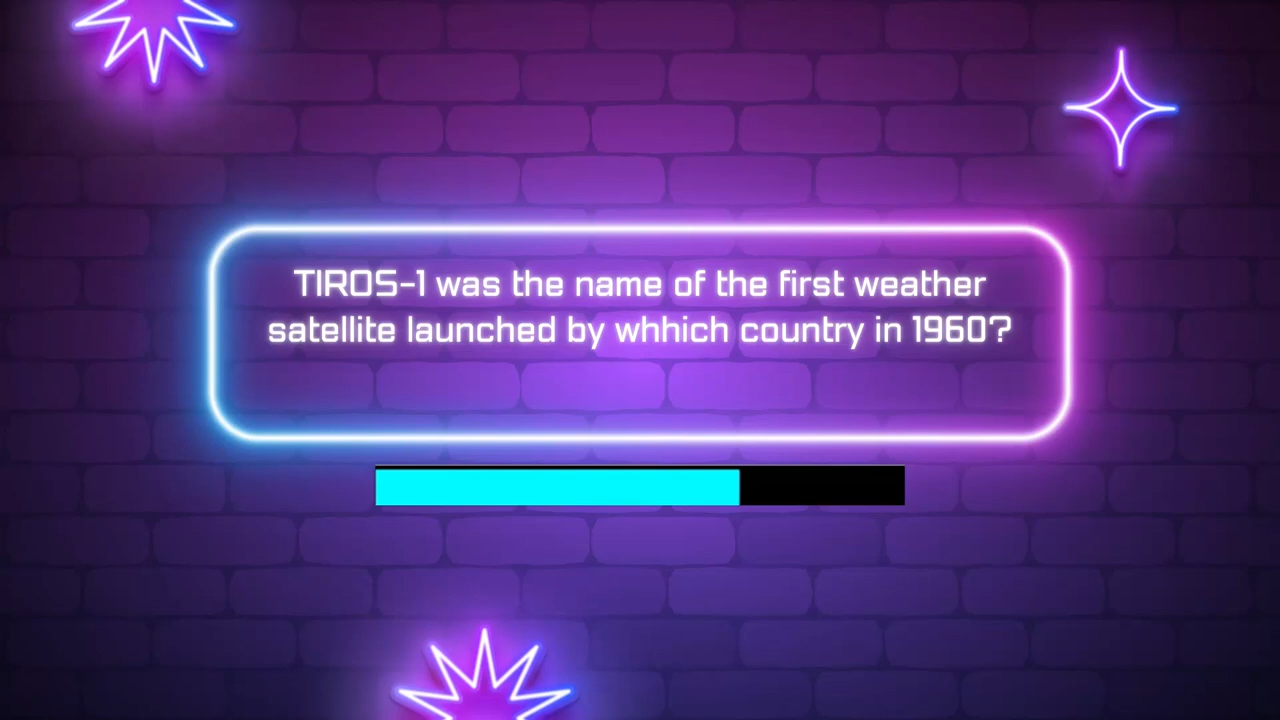 TIROS-1 was the name of the first weather
satellite launched by whhich country in 1960?